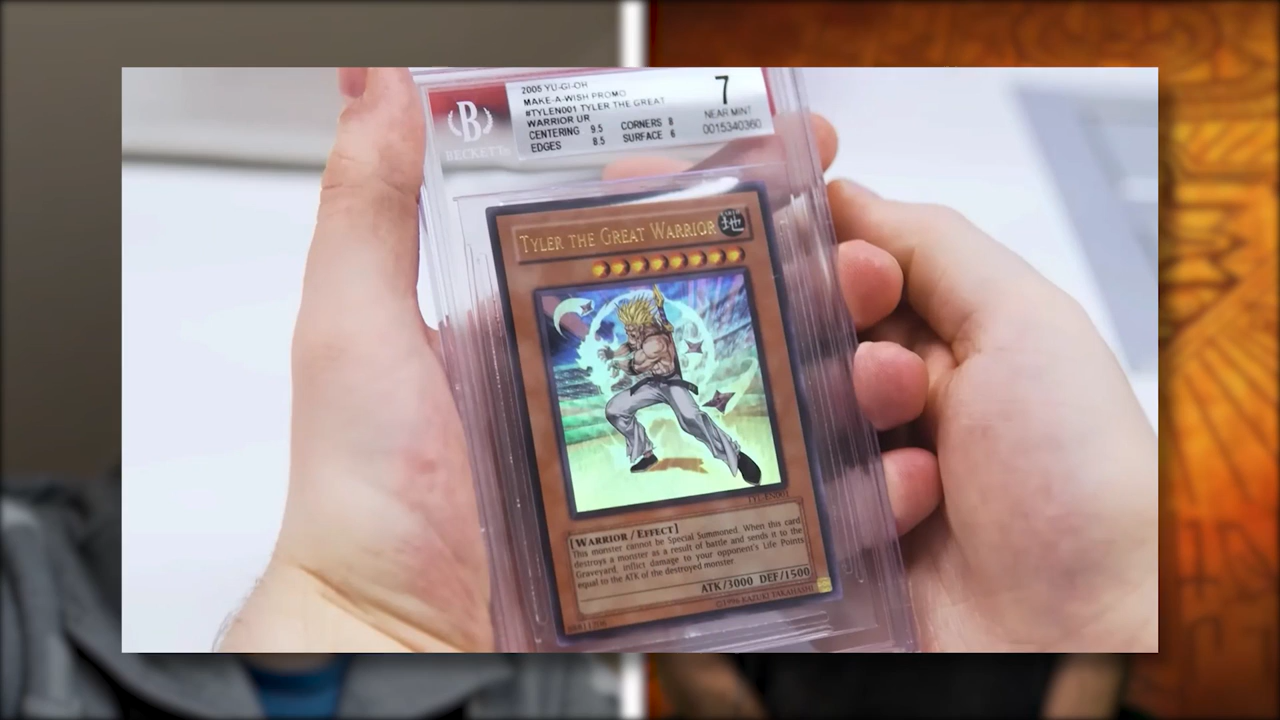 2005 YU-GI-OH
MAKE-A-WISH PROMO
#TYLEN001 TYLER THE GREAT
WARRIOR UR
CENTERING 9.5 CORNERS 8
EDGES 8.5 SURFACE 6
7
NEAR MINT
0015340360
B
BECKETT
TYLER THE GREAT WARRIOR
EARTH
地
TYL-EN001
[WARRIOR / EFFECT]
This monster cannot be Special Summoned. When this card
destroys a monster as a result of battle and sends it to the
Graveyard, inflict damage to your opponent's Life Points
equal to the ATK of the destroyed monster.
ATK/3000 DEF/1500
©1996 KAZUKI TAKAHASHI